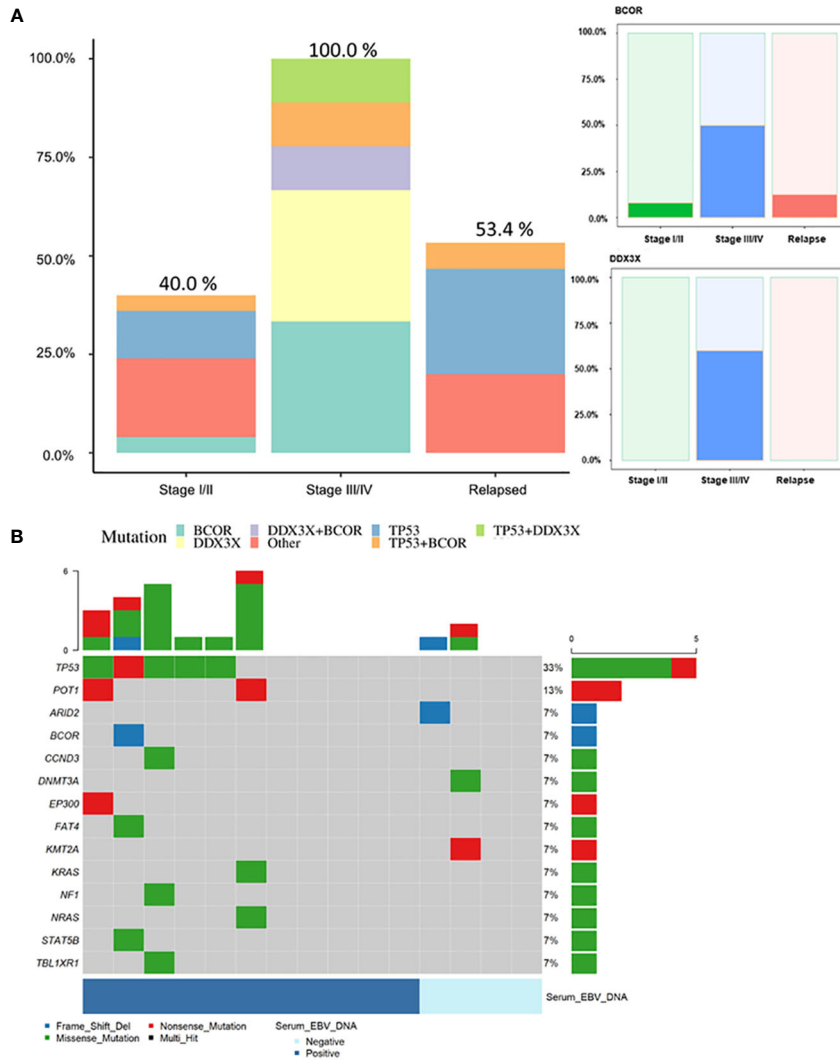 A
100.0%
75.0%
50.0%
25.0%
0.0%
40.0 %
100.0 %
53.4 %
Stage I/II
Stage III/IV
Relapsed
BCOR
100.0%
75.0%
50.0%
25.0%
0.0%
Stage I/II
Stage III/IV
Relapse
DDX3X
100.0%
75.0%
50.0%
25.0%
0.0%
Stage I/II
Stage III/IV
Relapse
Mutation
BCOR
DDX3X+BCOR
TP53
TP53+DDX3X
DDX3X
Other
TP53+BCOR
B
6
0
0
5
TP53
33%
POT1
13%
ARID2
7%
BCOR
7%
CCND3
7%
DNMT3A
7%
EP300
7%
FAT4
7%
KMT2A
7%
KRAS
7%
NF1
7%
NRAS
7%
STAT5B
7%
TBL1XR1
7%
Serum_EBV_DNA
Frame_Shift_Del
Nonsense_Mutation
Missense_Mutation
Multi_Hit
Serum_EBV_DNA
Negative
Positive